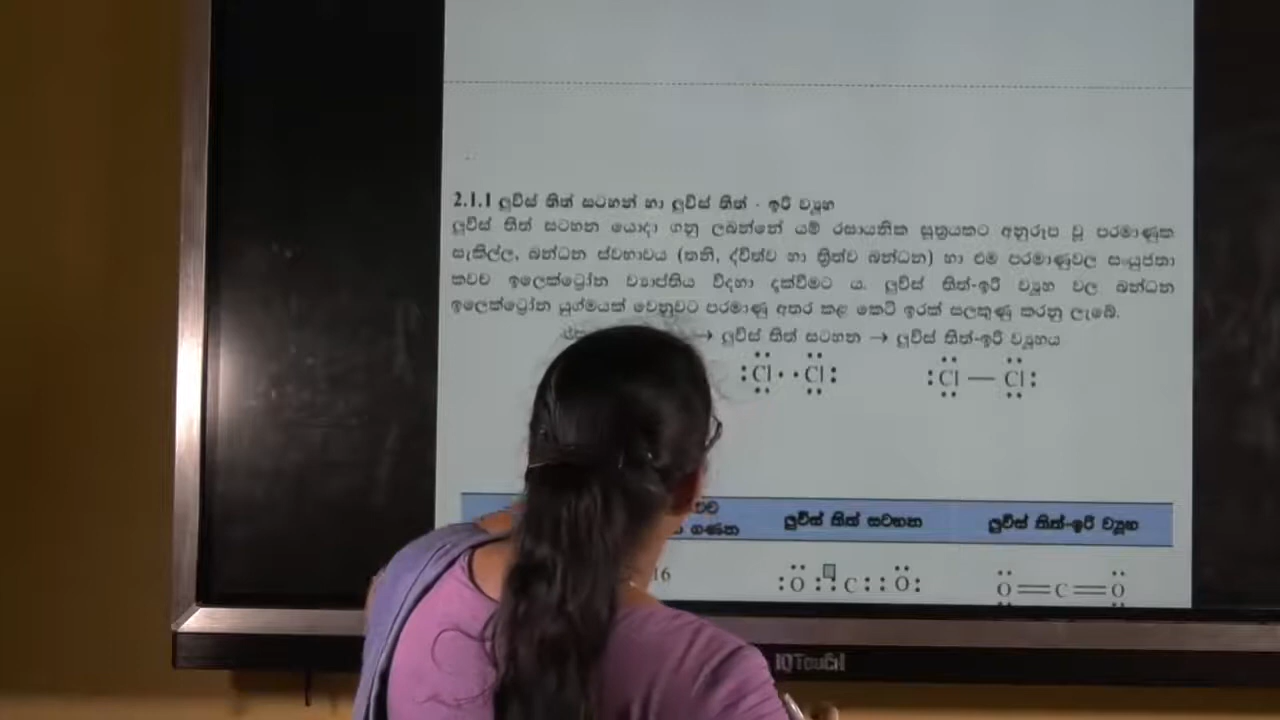 2.1.1 ලුවිස් තිත් සටහන් හා ලුවිස් තිත් - ඉරි ව්‍යුහ
ලුවිස් තිත් සටහන යොදා ගනු ලබන්නේ යම් රසායනික සූත්‍රයකට අනුරූප වූ පරමාණුක
සැකිල්ල, බන්ධන ස්වභාවය (තනි, ද්විත්ව හා ත්‍රිත්ව බන්ධන) හා එම පරමාණුවල සංයුජතා
කවච ඉලෙක්ට්‍රෝන ව්‍යාප්තිය විදහා දැක්වීමට ය. ලුවිස් තිත්-ඉරි ව්‍යුහ වල බන්ධන
ඉලෙක්ට්‍රෝන යුග්මයක් වෙනුවට පරමාණු අතර කළ කෙටි ඉරක් සලකුණු කරනු ලැබේ.
→ ලුවිස් තිත් සටහන → ලුවිස් තිත්-ඉරි ව්‍යුහය
:Cl··Cl: :Cl — Cl:
ගණන ලුවිස් තිත් සටහන ලුවිස් තිත්-ඉරි ව්‍යුහ
16 :O::C::O: O=C=O
IQTouch